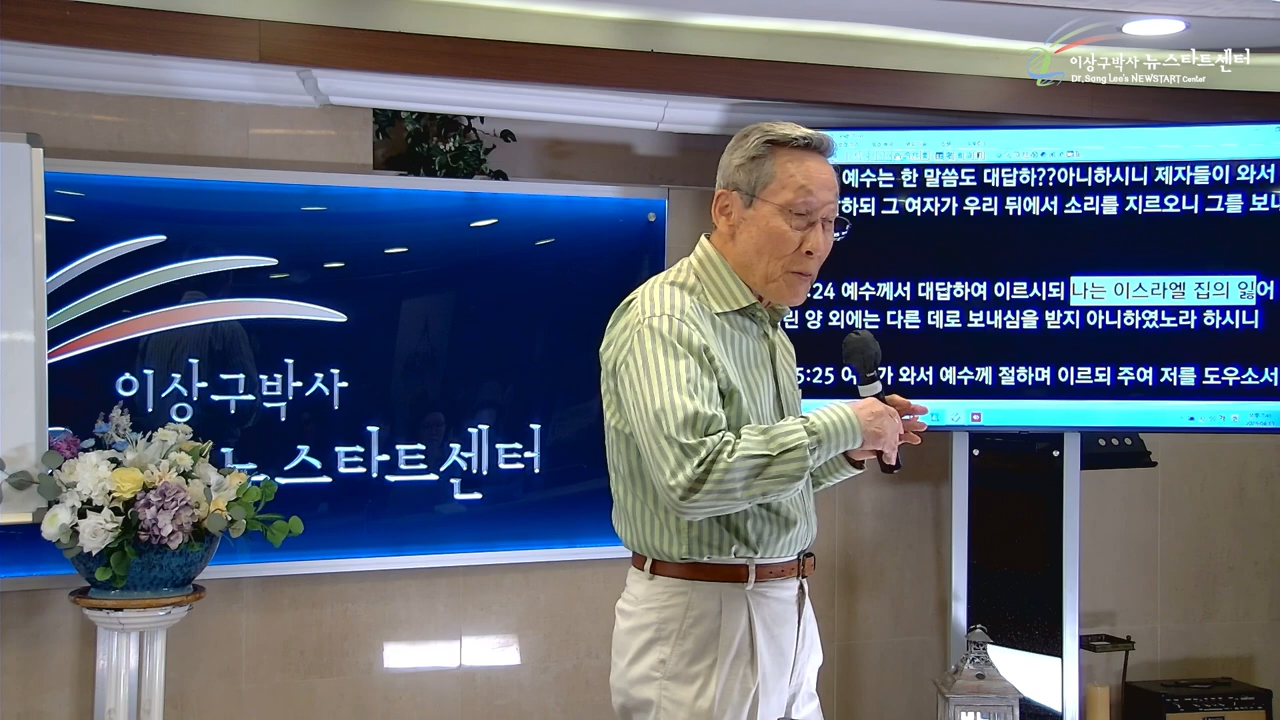 이상구박사 뉴스타트센터
Dr. Sang Lee's NEWSTART Center
예수는 한 말씀도 대답하??아니하시니 제자들이 와서
하되 그 여자가 우리 뒤에서 소리를 지르오니 그를 보내
:24 예수께서 대답하여 이르시되 나는 이스라엘 집의 잃어
린 양 외에는 다른 데로 보내심을 받지 아니하였노라 하시니
5:25 여 가 와서 예수께 절하며 이르되 주여 저를 도우소서
이상구박사
뉴스타트센터